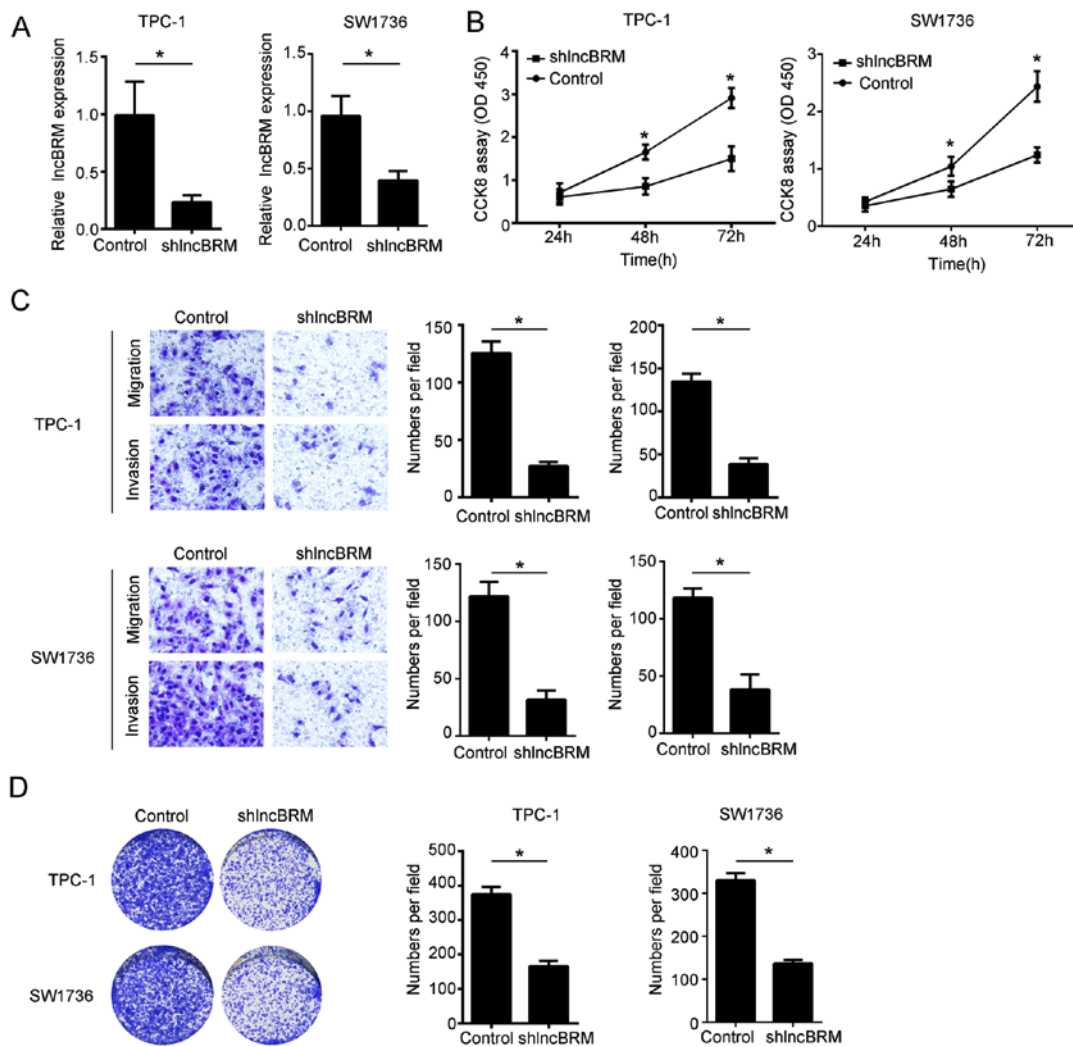 A
TPC-1
SW1736
Relative lncBRM expression
1.5
1.0
0.5
0.0
*
Control shlncBRM
Relative lncBRM expression
1.5
1.0
0.5
0.0
*
Control shlncBRM
B
TPC-1
SW1736
CCK8 assay (OD 450)
3
2
1
0
shlncBRM
Control
*
*
24h 48h 72h
Time(h)
CCK8 assay (OD 450)
3
2
1
0
shlncBRM
Control
*
*
24h 48h 72h
Time(h)
C
Control shlncBRM
TPC-1
Migration
Invasion
Numbers per field
150
100
50
0
*
Control shlncBRM
Numbers per field
200
150
100
50
0
*
Control shlncBRM
Control shlncBRM
SW1736
Migration
Invasion
Numbers per field
150
100
50
0
*
Control shlncBRM
Numbers per field
150
100
50
0
*
Control shlncBRM
D
Control shlncBRM
TPC-1
SW1736
TPC-1
Numbers per field
500
400
300
200
100
0
*
Control shlncBRM
SW1736
Numbers per field
400
300
200
100
0
*
Control shlncBRM